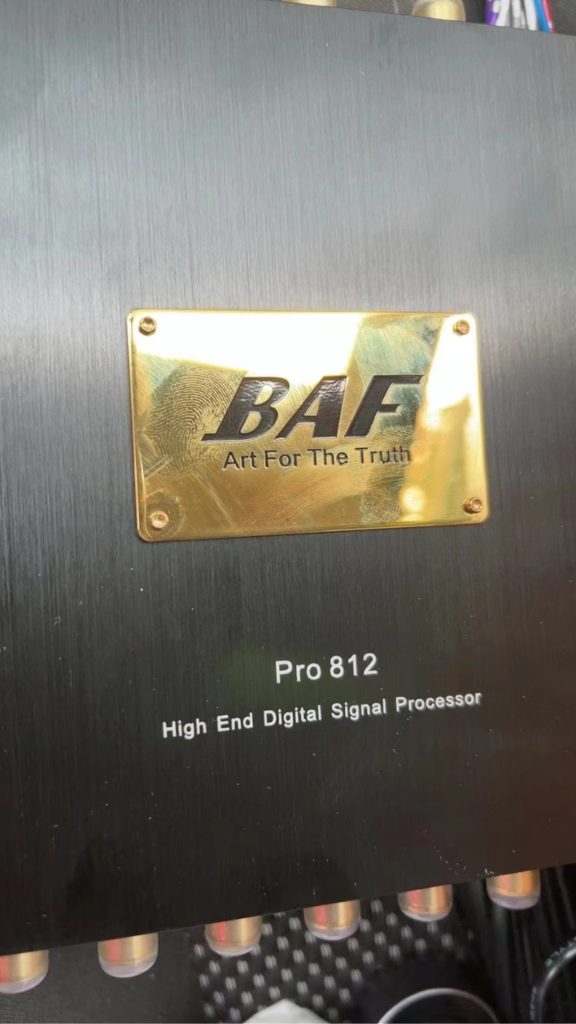 BAF
Art For The Truth
Pro 812
High End Digital Signal Processor